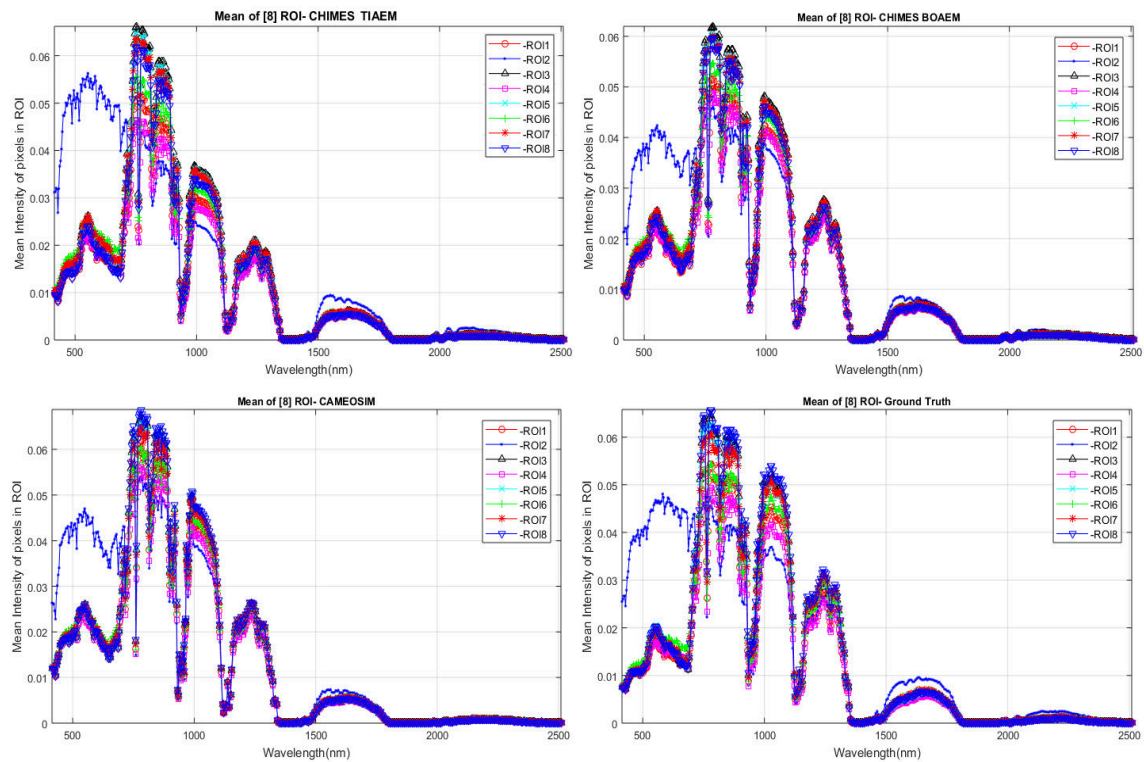 Mean of [8] ROI- CHIMES TIAEM
Mean Intensity of pixels in ROI
0.06
0.05
0.04
0.03
0.02
0.01
0
500 1000 1500 2000 2500
Wavelength(nm)
-ROI1
-ROI2
-ROI3
-ROI4
-ROI5
-ROI6
-ROI7
-ROI8
Mean of [8] ROI- CHIMES BOAEM
Mean Intensity of pixels in ROI
0.06
0.05
0.04
0.03
0.02
0.01
0
500 1000 1500 2000 2500
Wavelength(nm)
-ROI1
-ROI2
-ROI3
-ROI4
-ROI5
-ROI6
-ROI7
-ROI8
Mean of [8] ROI- CAMEOSIM
Mean Intensity of pixels in ROI
0.06
0.05
0.04
0.03
0.02
0.01
0
500 1000 1500 2000 2500
Wavelength(nm)
-ROI1
-ROI2
-ROI3
-ROI4
-ROI5
-ROI6
-ROI7
-ROI8
Mean of [8] ROI- Ground Truth
Mean Intensity of pixels in ROI
0.06
0.05
0.04
0.03
0.02
0.01
0
500 1000 1500 2000 2500
Wavelength(nm)
-ROI1
-ROI2
-ROI3
-ROI4
-ROI5
-ROI6
-ROI7
-ROI8